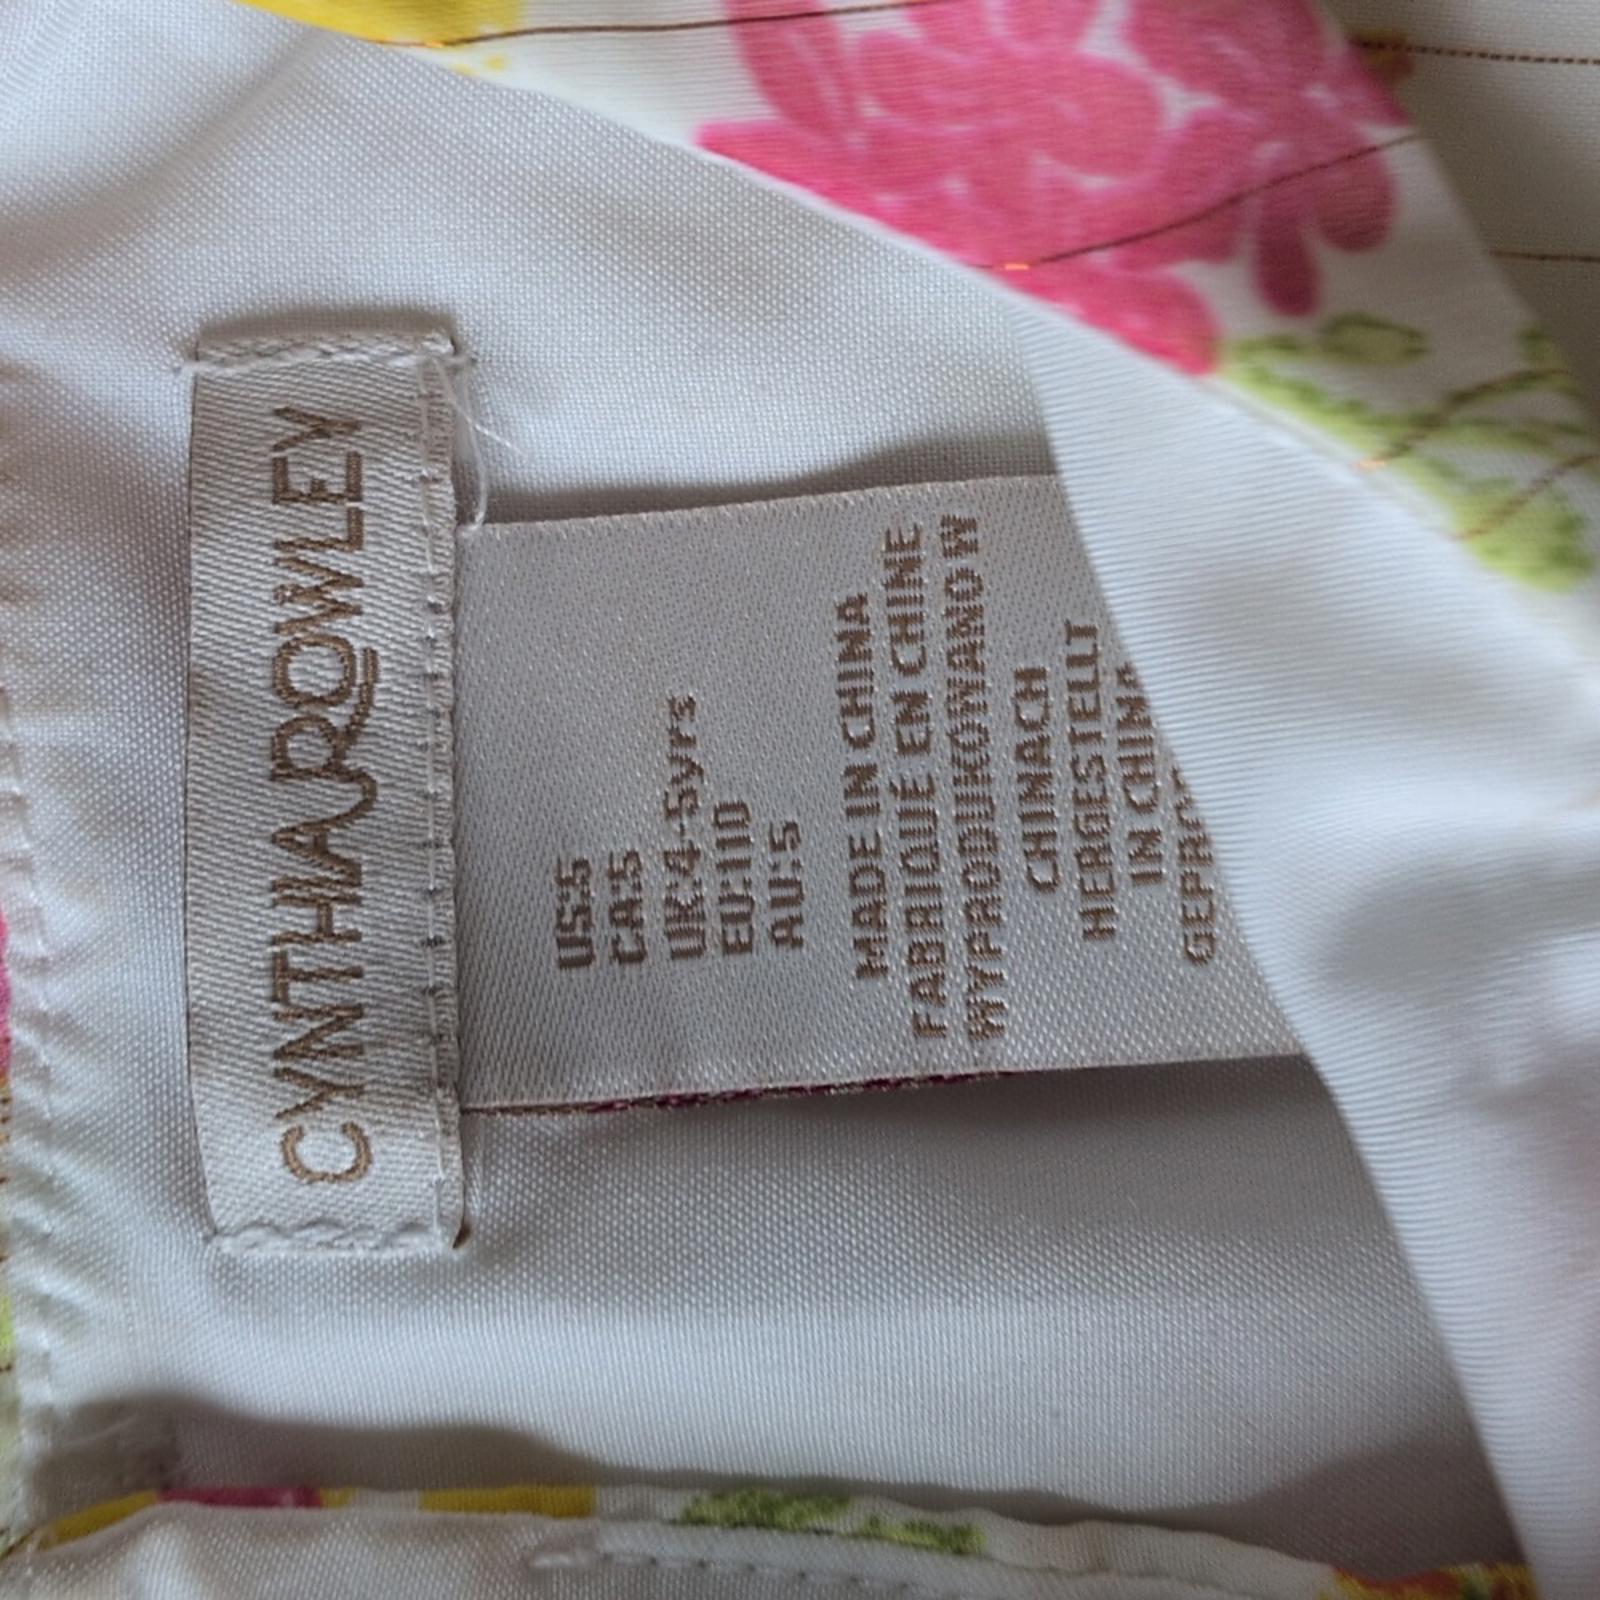 CYNTHIA ROWLEY
US:5
CA:5
UK:4-5yrs
EU:110
AU:5
MADE IN CHINA
FABRIQUÉ EN CHINE
WYPRODUKOWANO W
CHINACH
HERGESTELLT
IN CHINA